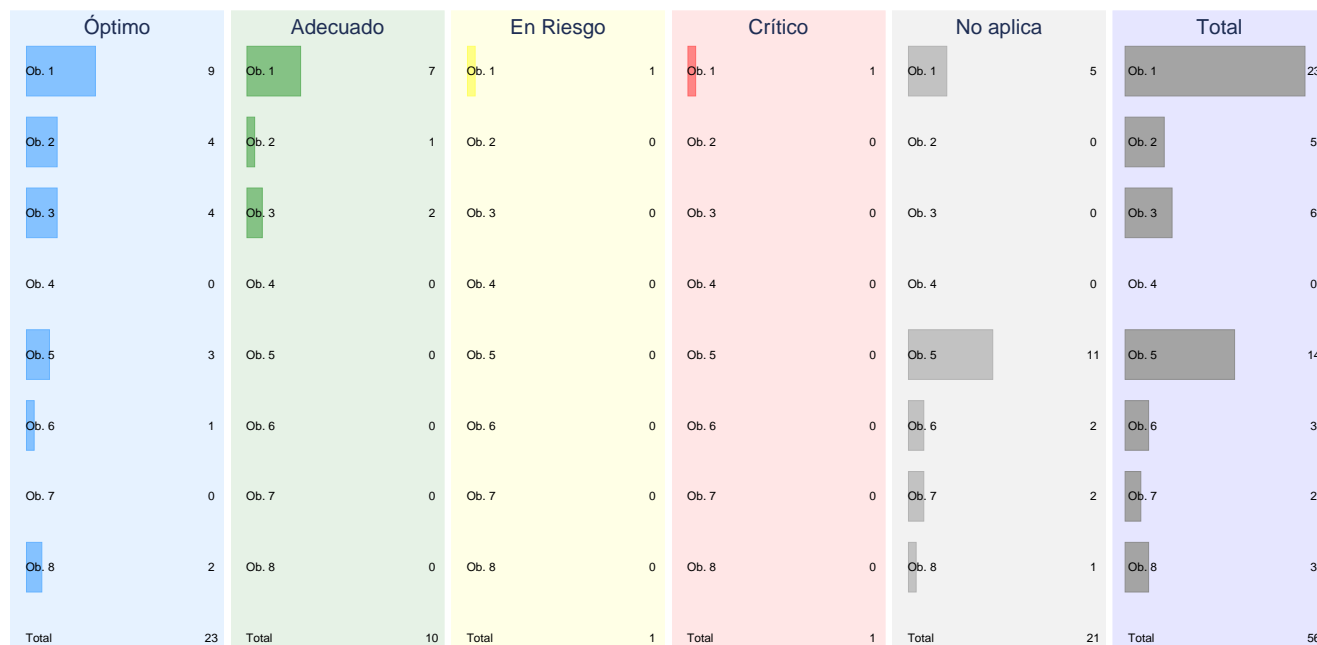 Óptimo Adecuado En Riesgo Crítico No aplica Total
Ob. 1 9 Ob. 1 7 Ob. 1 1 Ob. 1 1 Ob. 1 5 Ob. 1 23
Ob. 2 4 Ob. 2 1 Ob. 2 0 Ob. 2 0 Ob. 2 0 Ob. 2 5
Ob. 3 4 Ob. 3 2 Ob. 3 0 Ob. 3 0 Ob. 3 0 Ob. 3 6
Ob. 4 0 Ob. 4 0 Ob. 4 0 Ob. 4 0 Ob. 4 0 Ob. 4 0
Ob. 5 3 Ob. 5 0 Ob. 5 0 Ob. 5 0 Ob. 5 11 Ob. 5 14
Ob. 6 1 Ob. 6 0 Ob. 6 0 Ob. 6 0 Ob. 6 2 Ob. 6 3
Ob. 7 0 Ob. 7 0 Ob. 7 0 Ob. 7 0 Ob. 7 2 Ob. 7 2
Ob. 8 2 Ob. 8 0 Ob. 8 0 Ob. 8 0 Ob. 8 1 Ob. 8 3
Total 23 Total 10 Total 1 Total 1 Total 21 Total 56